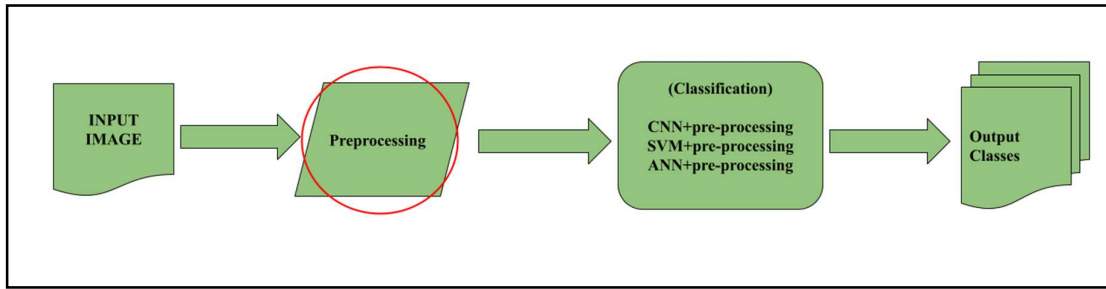 INPUT
IMAGE
Preprocessing
(Classification)
CNN+pre-processing
SVM+pre-processing
ANN+pre-processing
Output
Classes